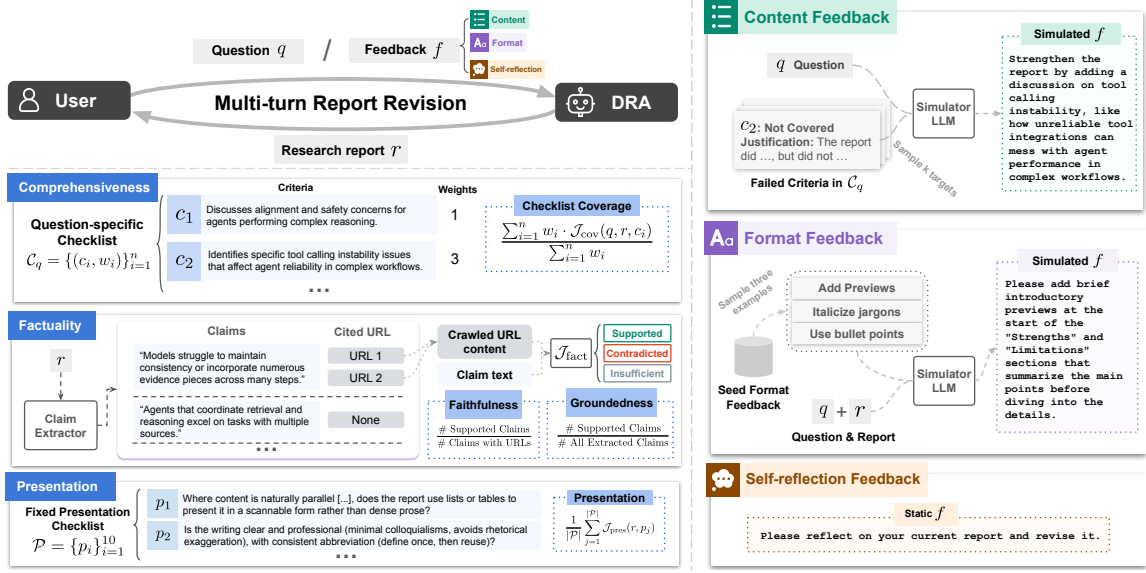 Question q / Feedback f
Content
Format
Self-reflection
User
Multi-turn Report Revision
DRA
Research report r
Comprehensiveness
Question-specific
Checklist
C_q = {(c_i, w_i)}_{i=1}^n
Criteria
Weights
c_1
Discusses alignment and safety concerns for
agents performing complex reasoning.
1
c_2
Identifies specific tool calling instability issues
that affect agent reliability in complex workflows.
3
...
Checklist Coverage
\frac{\sum_{i=1}^n w_i · J_cov(q, r, c_i)}{\sum_{i=1}^n w_i}
Factuality
r
Claim
Extractor
Claims
Cited URL
"Models struggle to maintain
consistency or incorporate numerous
evidence pieces across many steps."
URL 1
URL 2
"Agents that coordinate retrieval and
reasoning excel on tasks with multiple
sources."
None
...
Crawled URL
content
Claim text
J_fact
Supported
Contradicted
Insufficient
Faithfulness
# Supported Claims
# Claims with URLs
Groundedness
# Supported Claims
# All Extracted Claims
Presentation
Fixed Presentation
Checklist
P = {p_i}_{i=1}^{10}
p_1
Where content is naturally parallel [...], does the report use lists or tables to
present it in a scannable form rather than dense prose?
p_2
Is the writing clear and professional (minimal colloquialisms, avoids rhetorical
exaggeration), with consistent abbreviation (define once, then reuse)?
...
Presentation
\frac{1}{|P|} \sum_{j=1}^{|P|} J_pres(r, p_j)
Content Feedback
q Question
c_2: Not Covered
Justification: The report
did ..., but did not ...
Failed Criteria in C_q
Sample k targets
Simulator
LLM
Simulated f
Strengthen the
report by adding a
discussion on tool
calling
instability, like
how unreliable tool
integrations can
mess with agent
performance in
complex workflows.
Aa Format Feedback
Sample three
examples
Seed Format
Feedback
Add Previews
Italicize jargons
Use bullet points
q + r
Question & Report
Simulator
LLM
Simulated f
Please add brief
introductory
previews at the
start of the
"Strengths" and
"Limitations"
sections that
summarize the main
points before
diving into the
details.
Self-reflection Feedback
Static f
Please reflect on your current report and revise it.